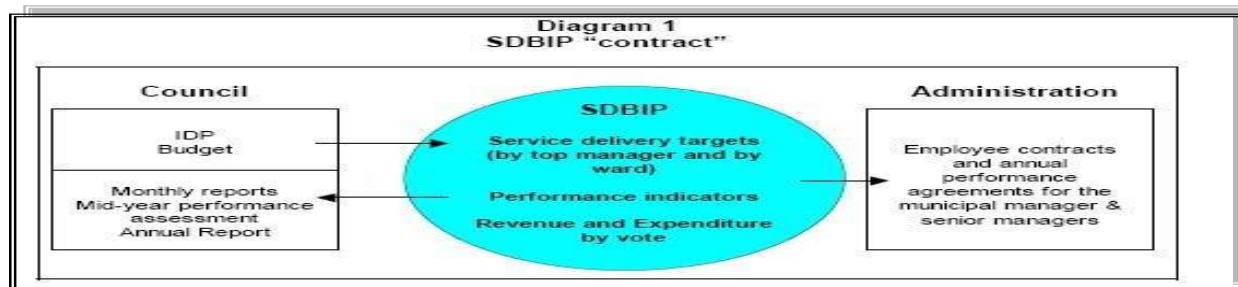 Diagram 1
SDBIP “contract”
Council
IDP
Budget
Monthly reports
Mid-year performance
assessment
Annual Report
SDBIP
Service delivery targets
(by top manager and by
ward)
Performance indicators
Revenue and Expenditure
by vote
Administration
Employee contracts
and annual
performance
agreements for the
municipal manager &
senior managers